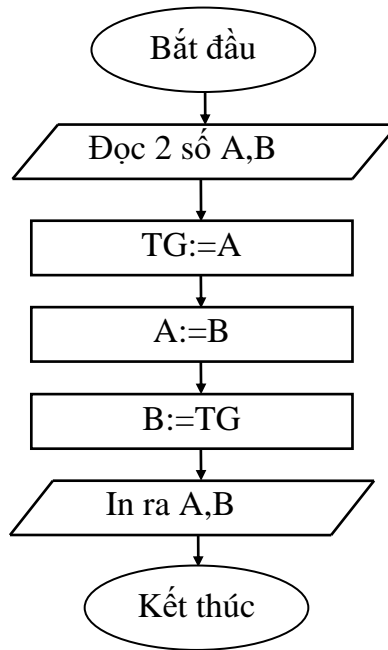 Bắt đầu
Đọc 2 số A,B
TG:=A
A:=B
B:=TG
In ra A,B
Kết thúc